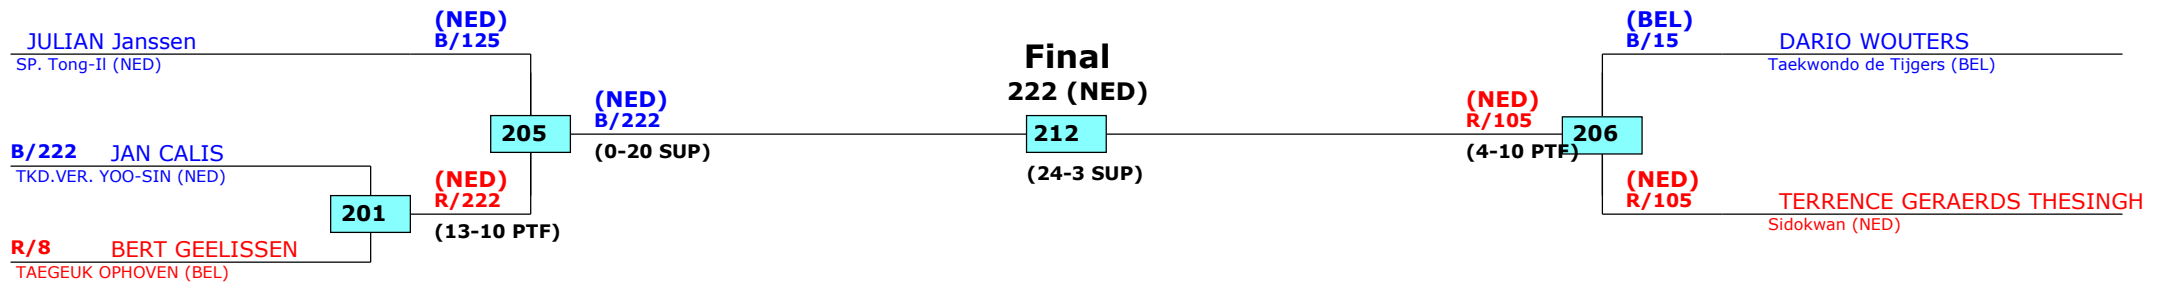 (NED)
B/125
JULIAN Janssen
SP. Tong-Il (NED)
B/222 JAN CALIS
TKD.VER. YOO-SIN (NED)
201
R/8 BERT GEELISSEN
TAEGEUK OPHOVEN (BEL)
(NED)
R/222
(13-10 PTF)
205
(NED)
B/222
(0-20 SUP)
Final
222 (NED)
212
(24-3 SUP)
(NED)
R/105
(4-10 PTF)
206
(BEL)
B/15 DARIO WOUTERS
Taekwondo de Tijgers (BEL)
(NED)
R/105 TERRENCE GERAERDS THESINGH
Sidokwan (NED)